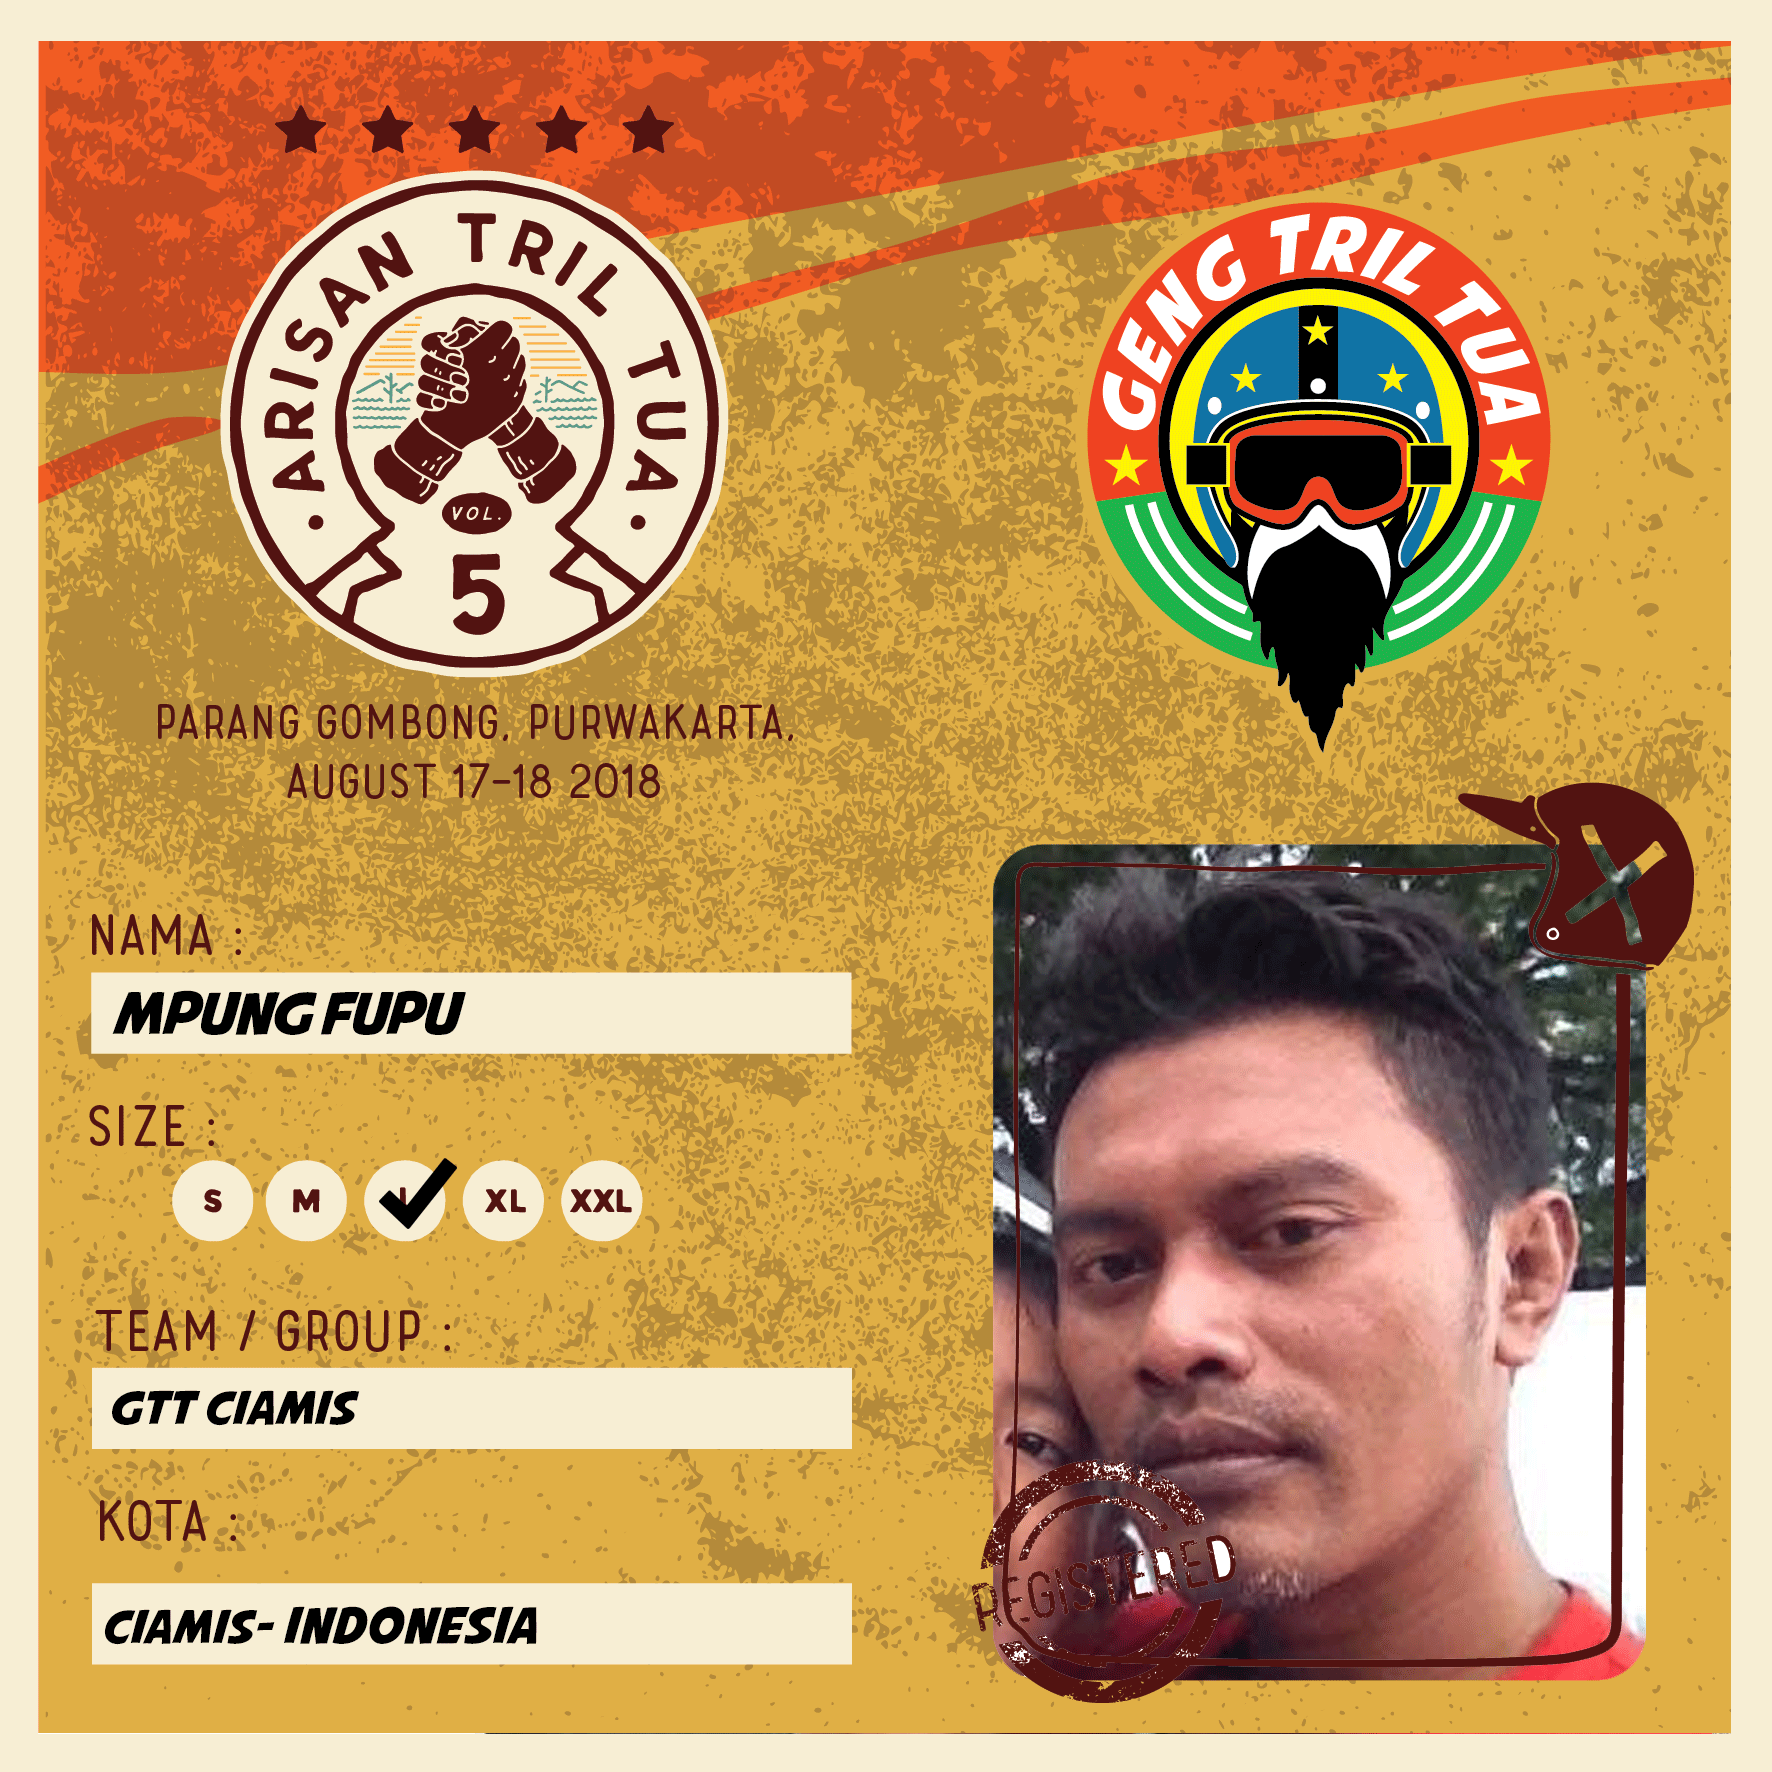 ARISAN TRIL TUA
VOL.
5
GENG TRIL TUA
PARANG GOMBONG, PURWAKARTA,
AUGUST 17-18 2018
NAMA :
MPUNG FUPU
SIZE :
S M L XL XXL
TEAM / GROUP :
GTT CIAMIS
KOTA :
CIAMIS- INDONESIA
REGISTERED